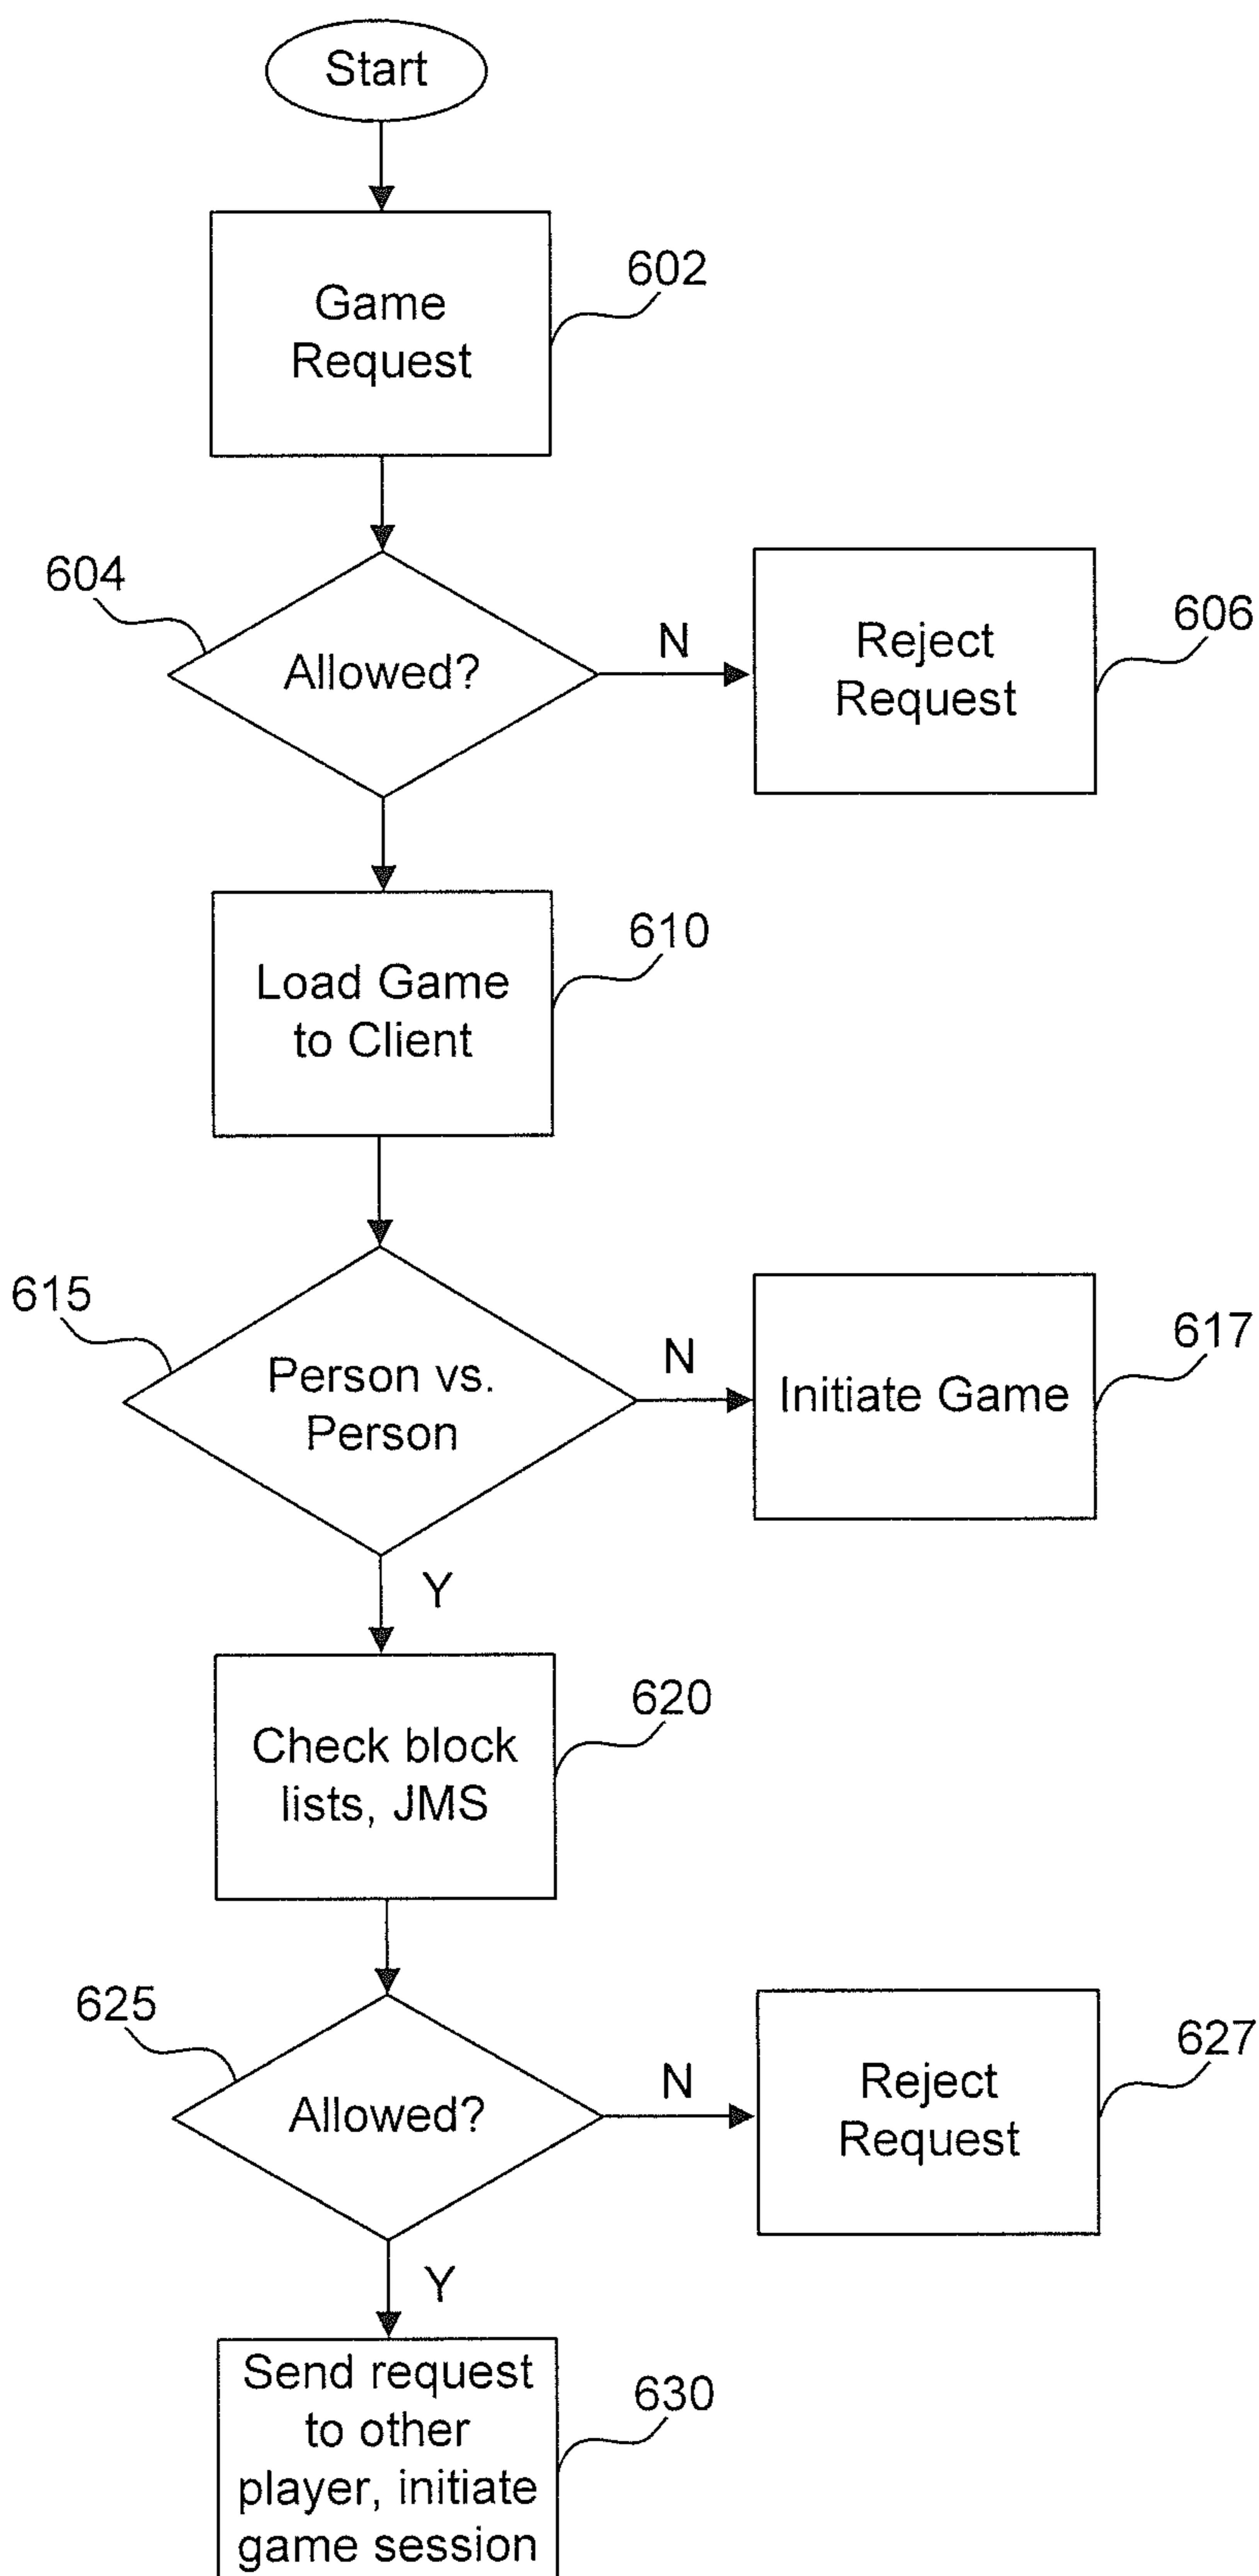 Start
602
Game
Request
604
Allowed?
N
606
Reject
Request
610
Load Game
to Client
615
Person vs.
Person
N
617
Initiate Game
Y
620
Check block
lists, JMS
625
Allowed?
N
627
Reject
Request
Y
630
Send request
to other
player, initiate
game session